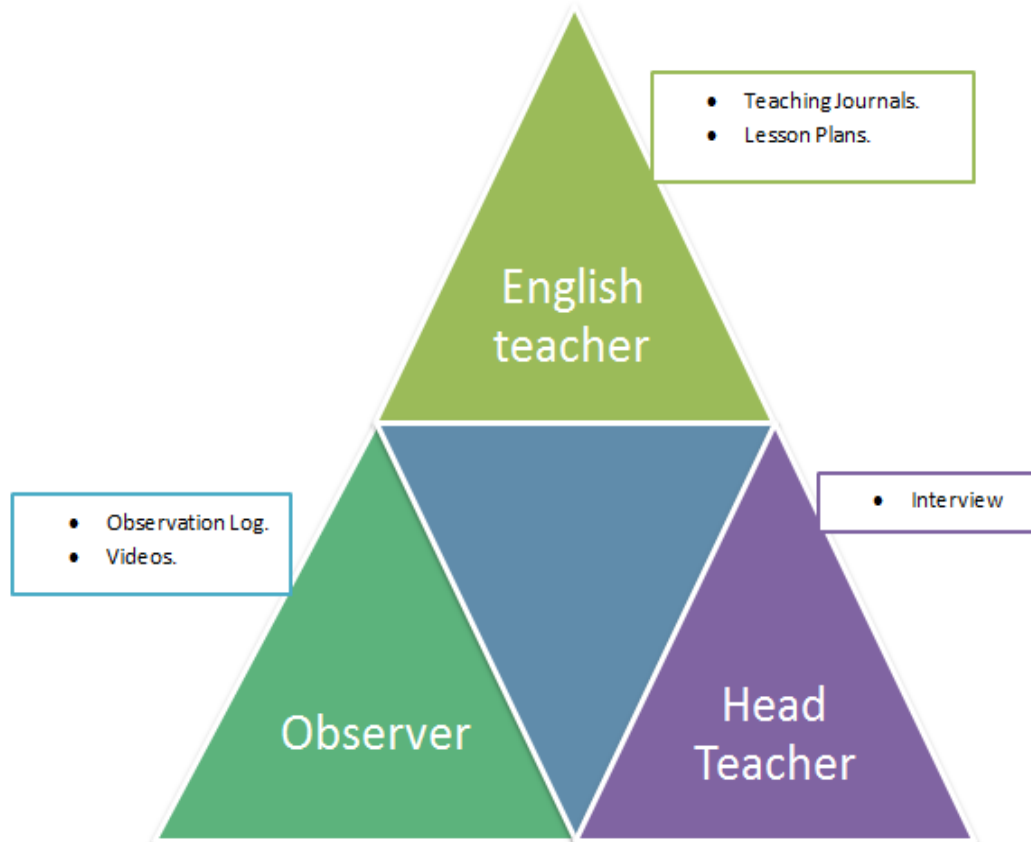 • Teaching Journals.
• Lesson Plans.
English
teacher
• Observation Log.
• Videos.
• Interview
Observer
Head
Teacher